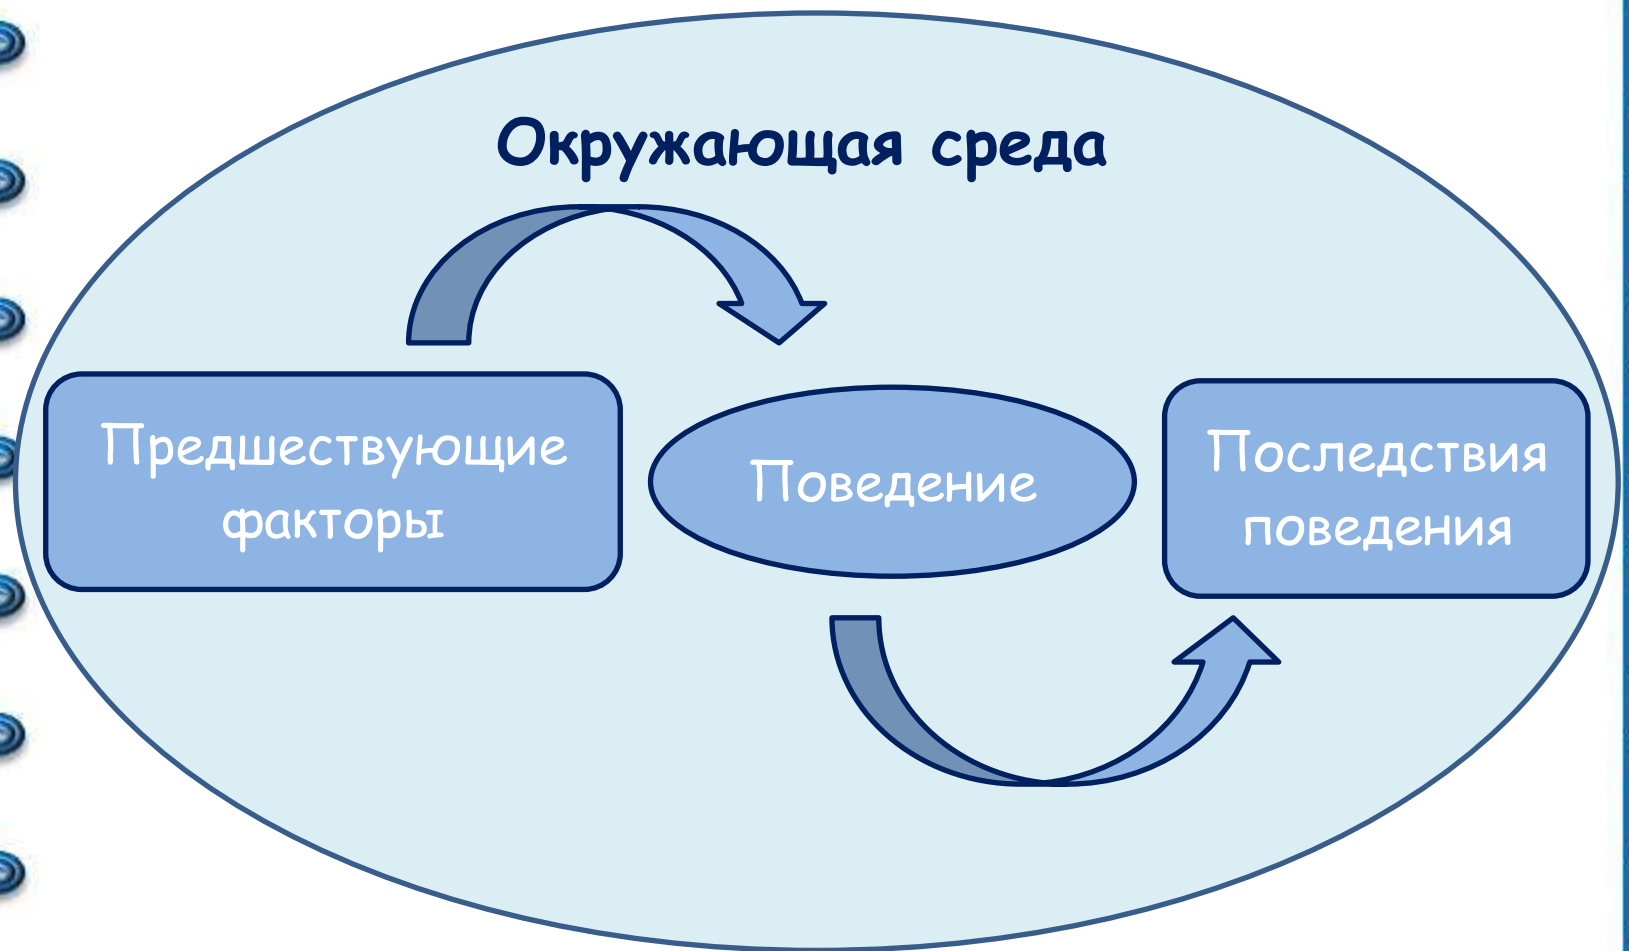 Окружающая среда
Предшествующие
факторы
Поведение
Последствия
поведения